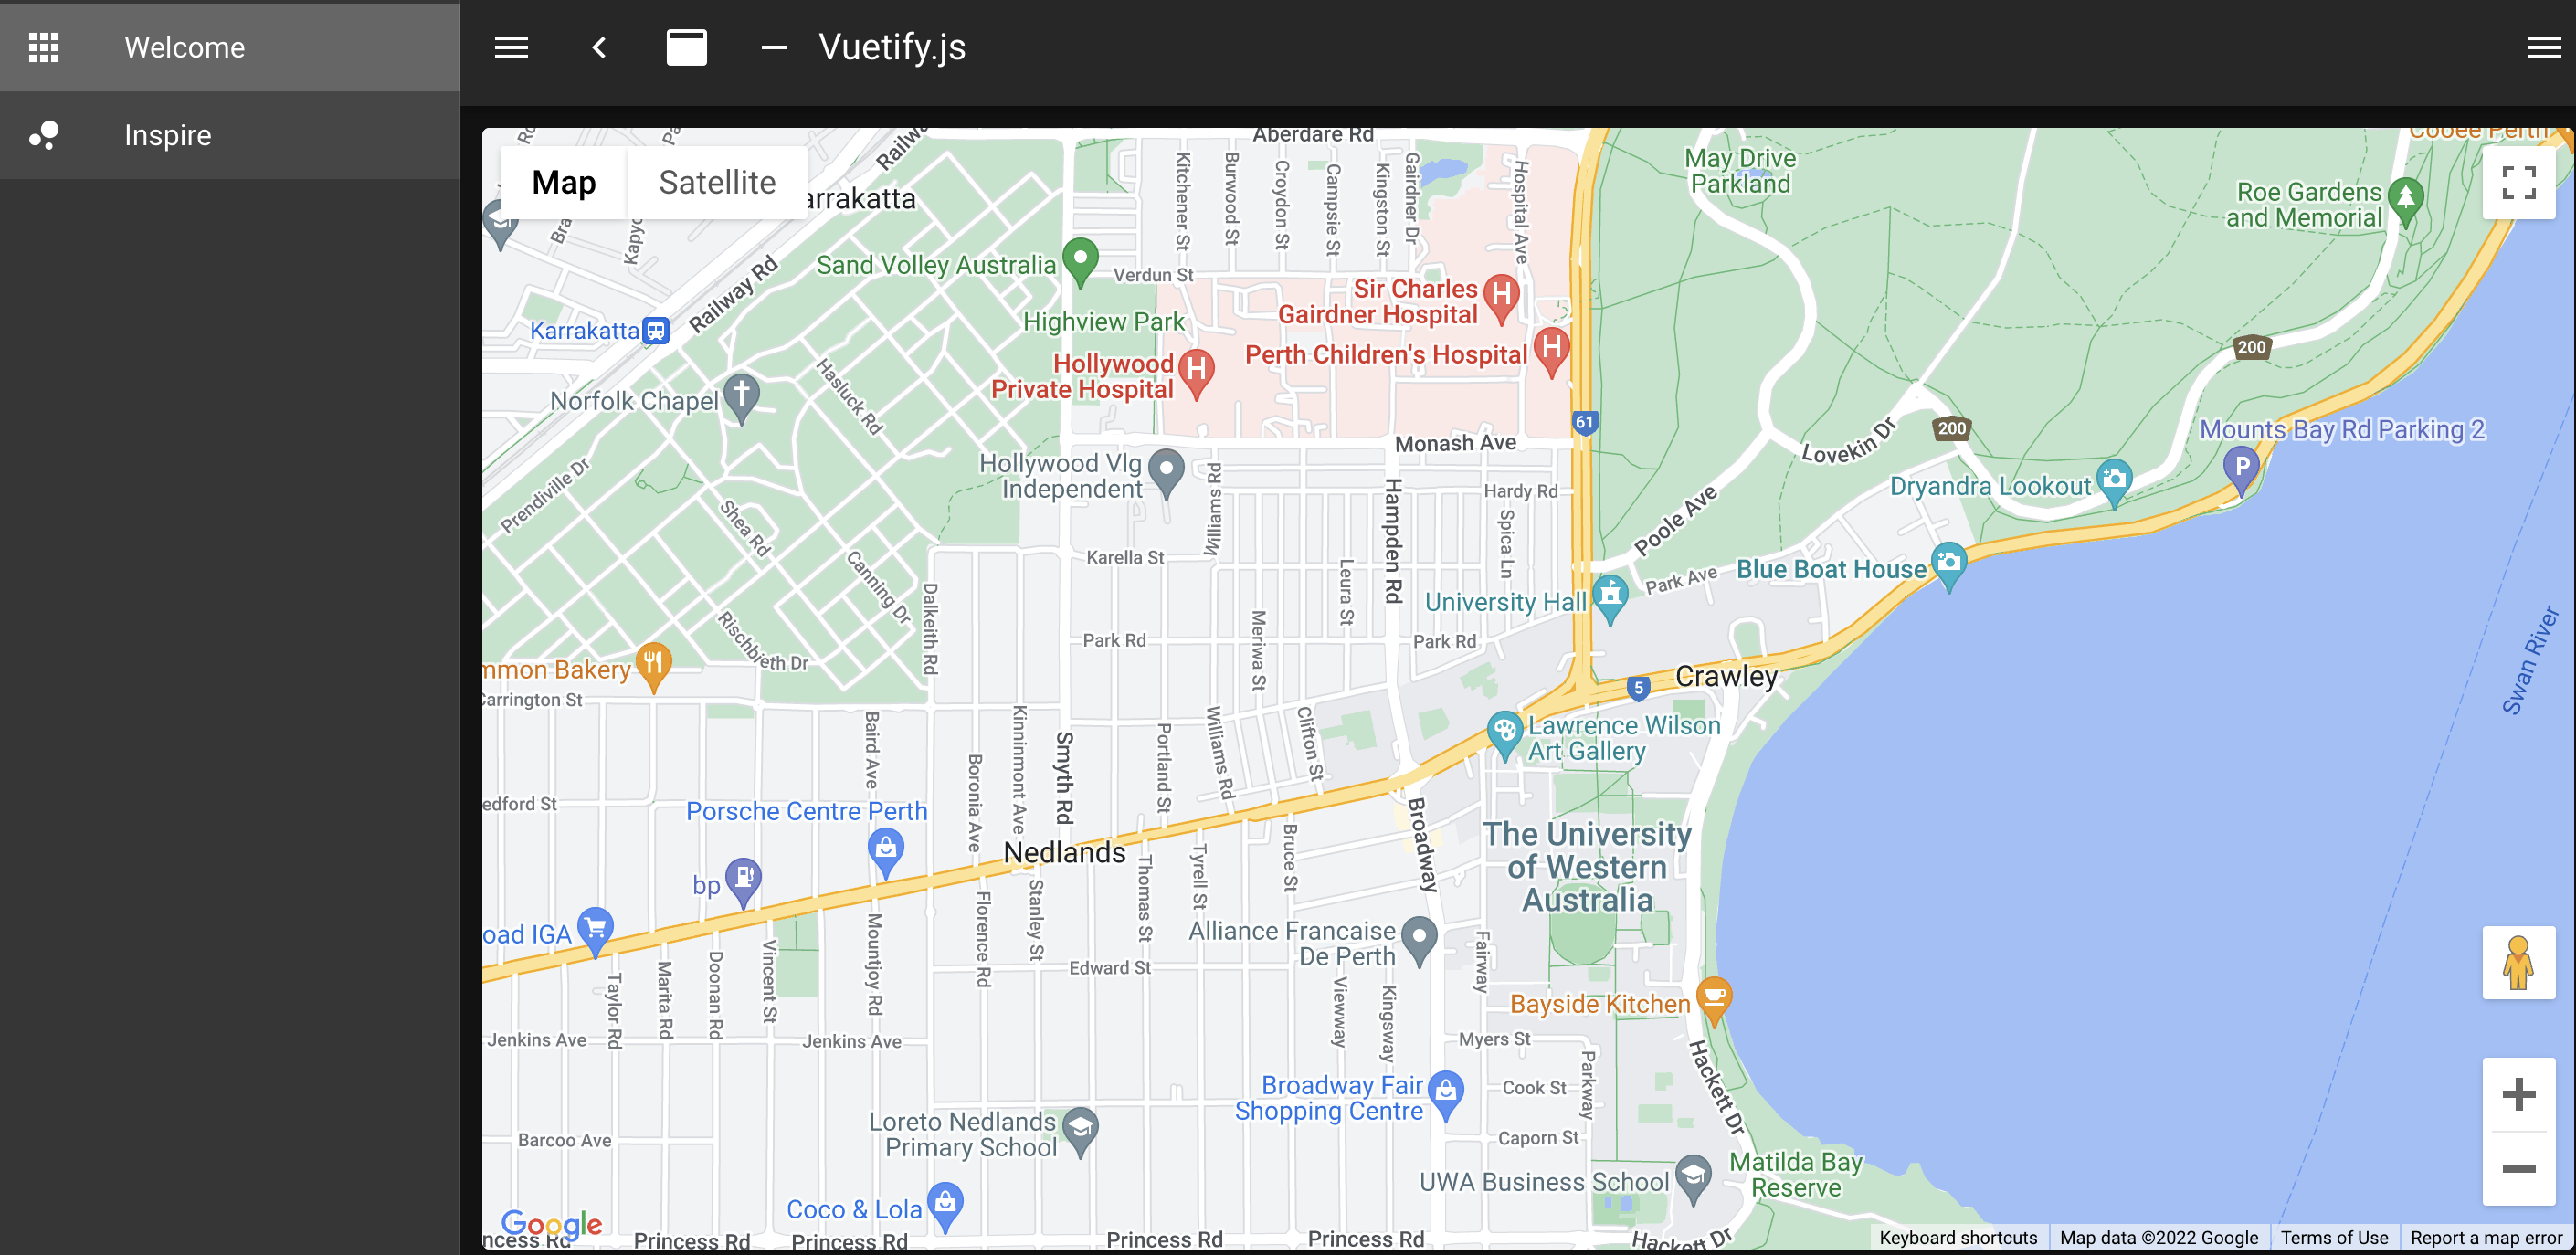 Welcome
Inspire
Vuetify.js
Map
Satellite
Aberdare Rd
Railway Rd
arrakatta
Kitchener St
Burwood St
Croydon St
Campsie St
Kingston St
Gairdner Dr
Hospital Ave
May Drive
Parkland
Cooee Perth
Roe Gardens
and Memorial
Sand Volley Australia
Verdun St
Highview Park
Sir Charles
Gairdner Hospital
Perth Children's Hospital
Hollywood
Private Hospital
Karrakatta
Norfolk Chapel
Hasluck Rd
200
61
Monash Ave
Lovekin Dr
200
Mounts Bay Rd Parking 2
P
Hollywood Vlg
Independent
Williams Rd
Hampden Rd
Hardy Rd
Spica Ln
Poole Ave
Dryandra Lookout
Prendiville Dr
Shea Rd
Canning Dr
Karella St
Leura St
Park Ave
Blue Boat House
University Hall
Dalkeith Rd
Rischbieth Dr
Park Rd
Meriwa St
Park Rd
Swan River
mmon Bakery
Carrington St
Crawley
5
Lawrence Wilson
Art Gallery
Baird Ave
Boronia Ave
Kinninmont Ave
Smyth Rd
Portland St
Williams Rd
Clifton St
edford St
Porsche Centre Perth
Nedlands
Broadway
The University
of Western
Australia
bp
Thomas St
Tyrell St
Bruce St
oad IGA
Vincent St
Mountjoy Rd
Florence Rd
Stanley St
Edward St
Alliance Francaise
De Perth
Fairway
Taylor Rd
Marita Rd
Doonan Rd
Viewway
Kingsway
Bayside Kitchen
Jenkins Ave
Jenkins Ave
Myers St
Hackett Dr
Parkway
Broadway Fair
Shopping Centre
Cook St
Loreto Nedlands
Primary School
Barcoo Ave
Caporn St
UWA Business School
Matilda Bay
Reserve
Coco & Lola
Google
ncess Rd
Princess Rd
Princess Rd
Princess Rd
Princess Rd
Hackett Dr
Keyboard shortcuts
Map data ©2022 Google
Terms of Use
Report a map error